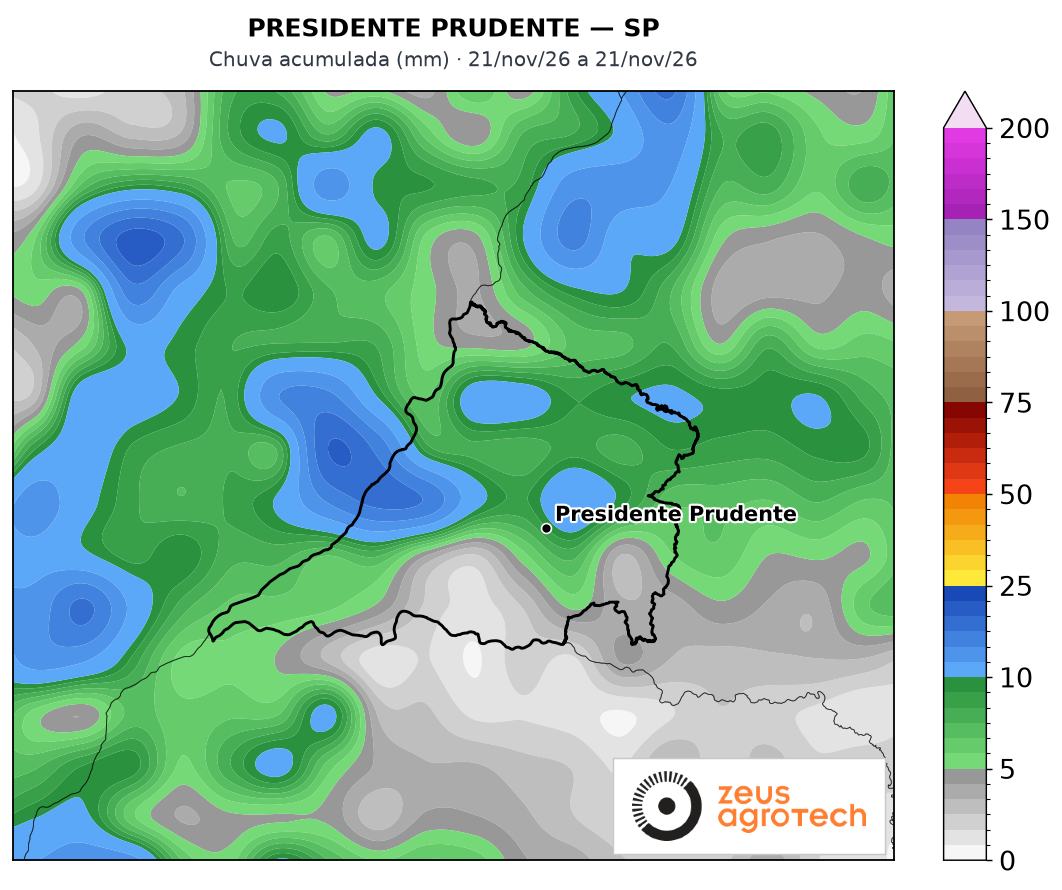 PRESIDENTE PRUDENTE — SP
Chuva acumulada (mm) · 21/nov/26 a 21/nov/26
200
150
100
75
50
25
10
5
0
Presidente Prudente
zeus
agrotech